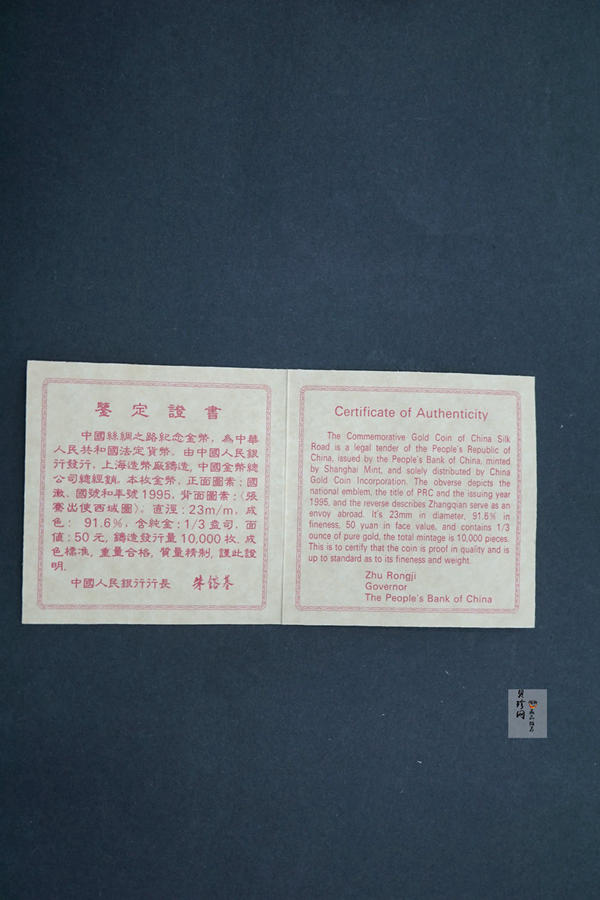 鑒定證書
中國絲綢之路紀念金幣，為中華
人民共和國法定貨幣。由中國人民銀
行發行，上海造幣廠鑄造，中國金幣總
公司總經銷。本枚金幣，正面圖案：國
徽、國號和年號1995，背面圖案：〈張
騫出使西域圖〉。直徑：23m/m，成
色：91.6%，含純金：1/3盎司，面
值：50元，鑄造發行量10,000枚，成
色標准，重量合格，質量精制，謹此證
明。
中國人民銀行行長 朱鎔基
Certificate of Authenticity
The Commemorative Gold Coin of China Silk
Road is a legal tender of the People's Republic of
China, issued by the People's Bank of China, minted
by Shanghai Mint, and solely distributed by China
Gold Coin Incorporation. The obverse depicts the
national emblem, the title of PRC and the issuing year
1995, and the reverse describes Zhangqian serve as an
envoy abroad. it's 23mm in diameter, 91.6% in
fineness, 50 yuan in face value, and contains 1/3
ounce of pure gold, the total mintage is 10,000 pieces.
This is to certify that the coin is proof in quality and is
up to standard as to its fineness and weight.
Zhu Rongji
Governor
The People's Bank of China